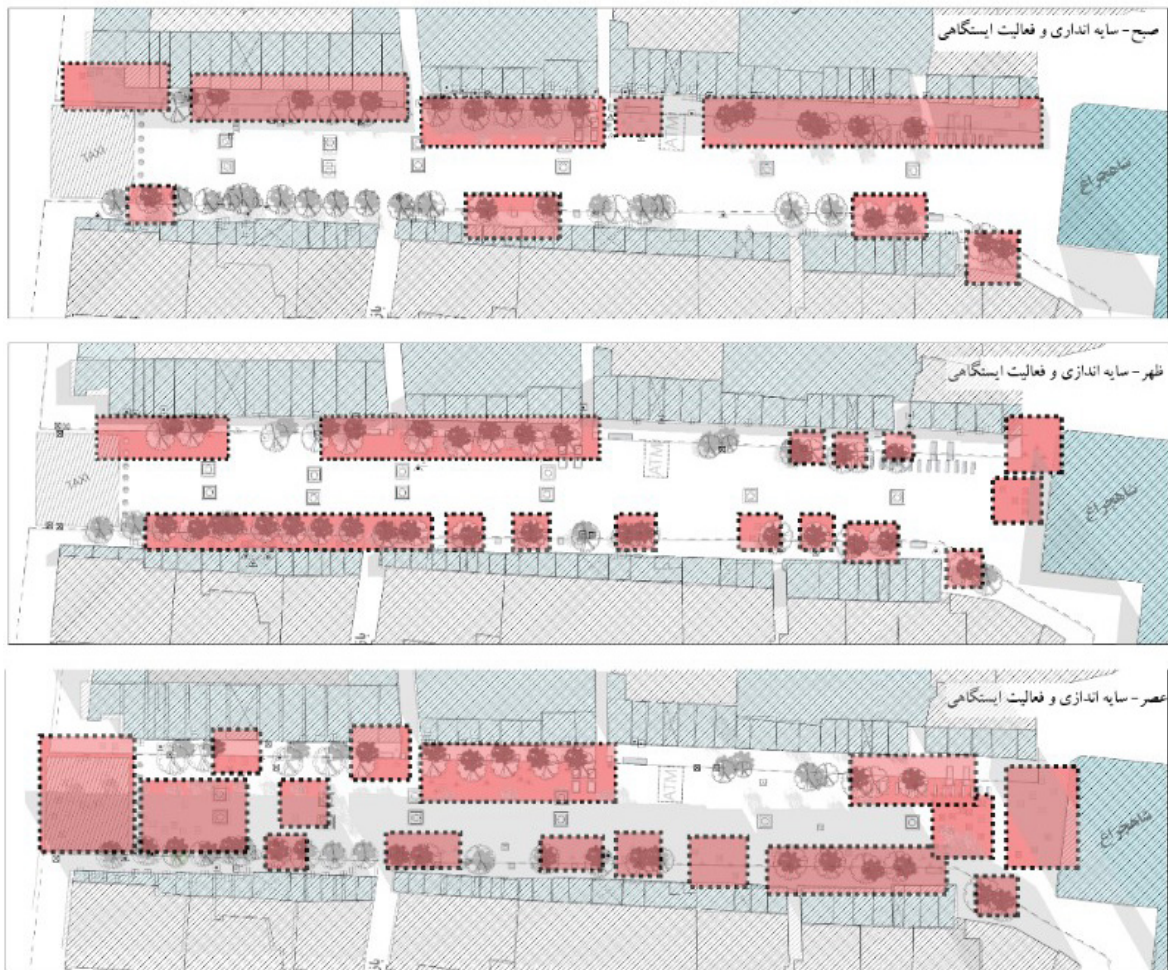 صبح - سایه اندازی و فعالیت ایستگاهی
TAXI
ATM
شاهچراغ
ظهر - سایه اندازی و فعالیت ایستگاهی
TAXI
ATM
شاهچراغ
عصر - سایه اندازی و فعالیت ایستگاهی
ATM
شاهچراغ